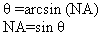 θ =arcsin (NA)
NA=sin θ